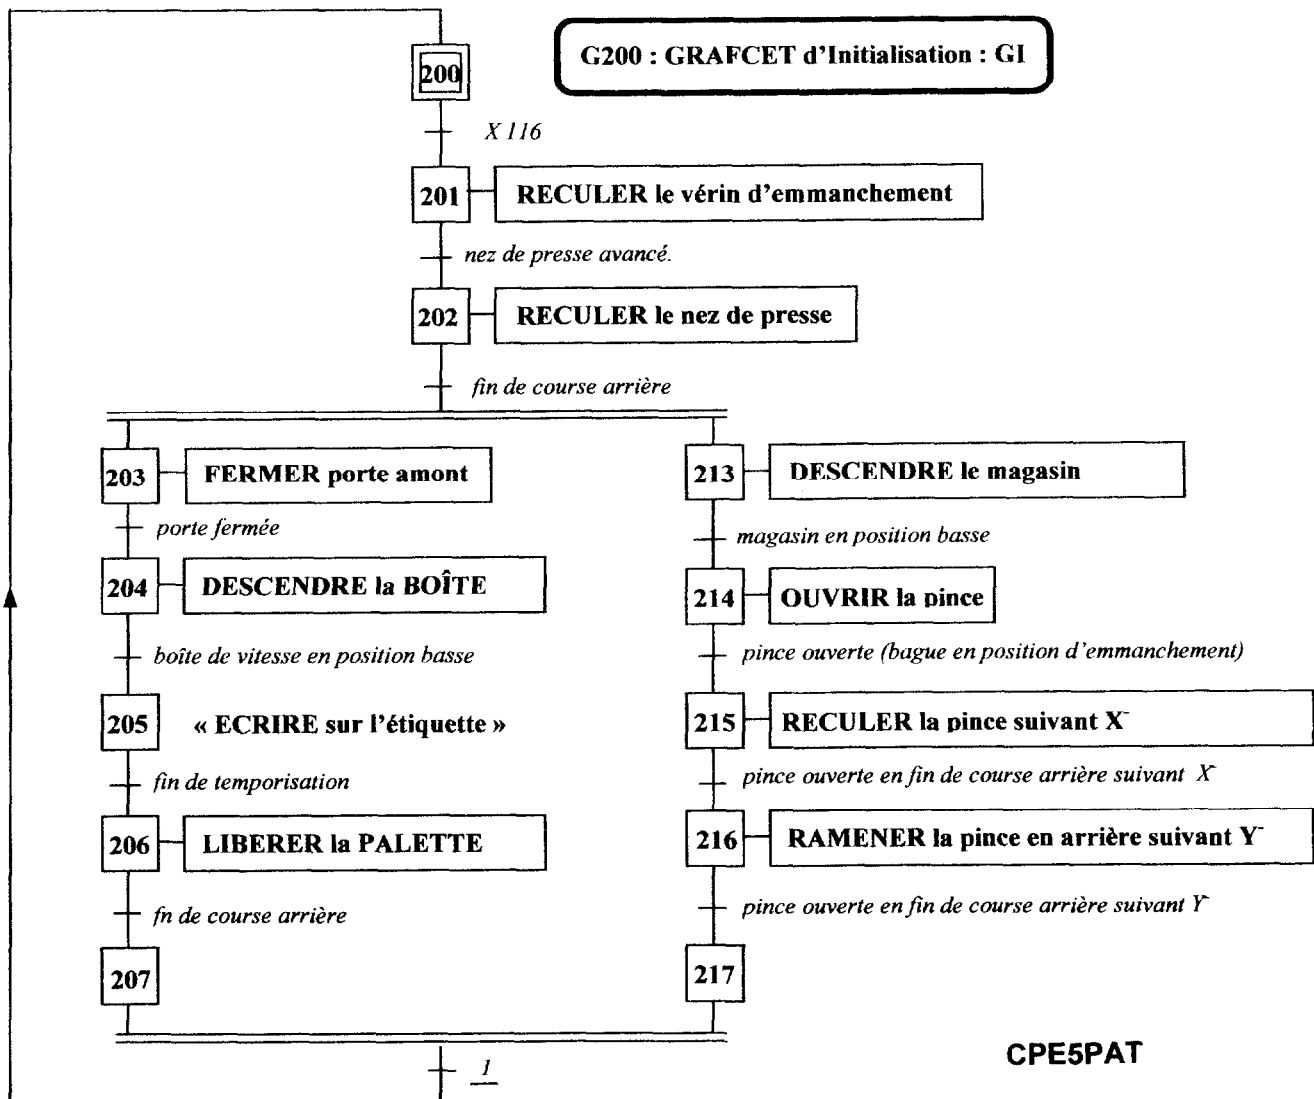 G200 : GRAFCET d'Initialisation : GI
200
X 116
201 RECULER le vérin d'emmanchement
nez de presse avancé.
202 RECULER le nez de presse
fin de course arrière
203 FERMER porte amont
porte fermée
204 DESCENDRE la BOÎTE
boîte de vitesse en position basse
205 « ECRIRE sur l'étiquette »
fin de temporisation
206 LIBERER la PALETTE
fn de course arrière
207
213 DESCENDRE le magasin
magasin en position basse
214 OUVRIR la pince
pince ouverte (bague en position d'emmanchement)
215 RECULER la pince suivant X⁻
pince ouverte en fin de course arrière suivant X⁻
216 RAMENER la pince en arrière suivant Y⁻
pince ouverte en fin de course arrière suivant Y⁻
217
1
CPE5PAT